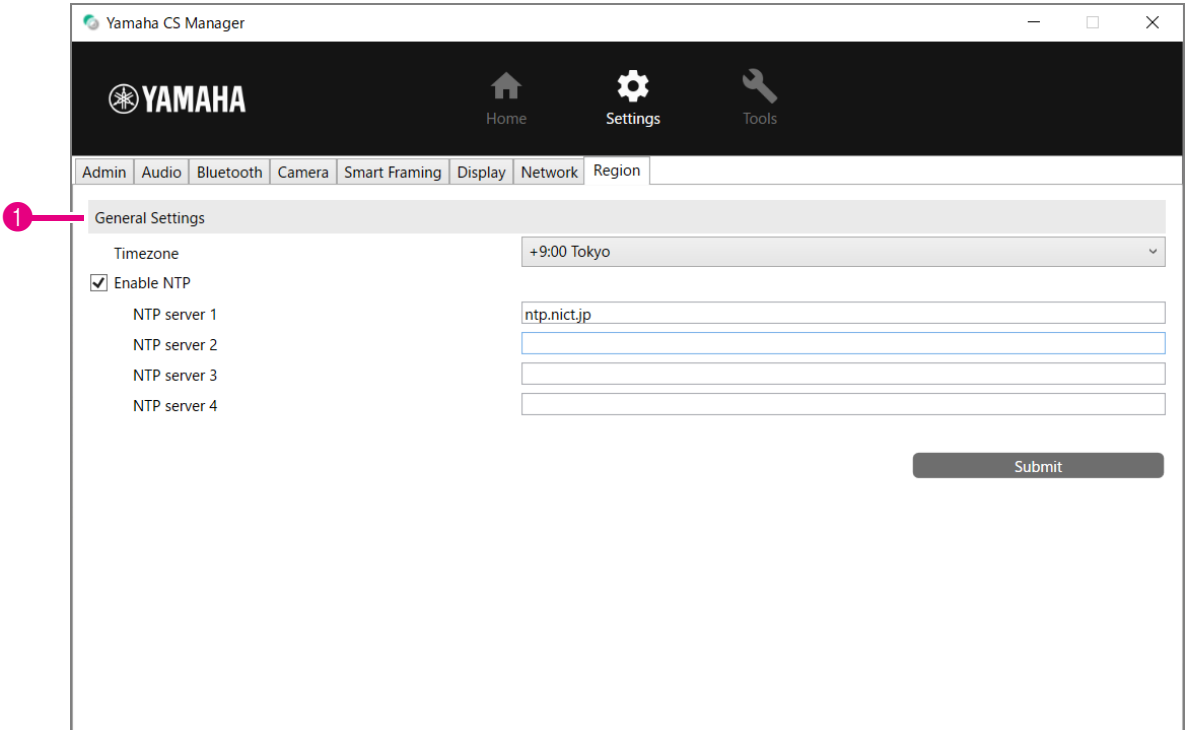 Yamaha CS Manager
YAMAHA
Home Settings Tools
Admin Audio Bluetooth Camera Smart Framing Display Network Region
1
General Settings
Timezone +9:00 Tokyo
Enable NTP
NTP server 1 ntp.nict.jp
NTP server 2
NTP server 3
NTP server 4
Submit